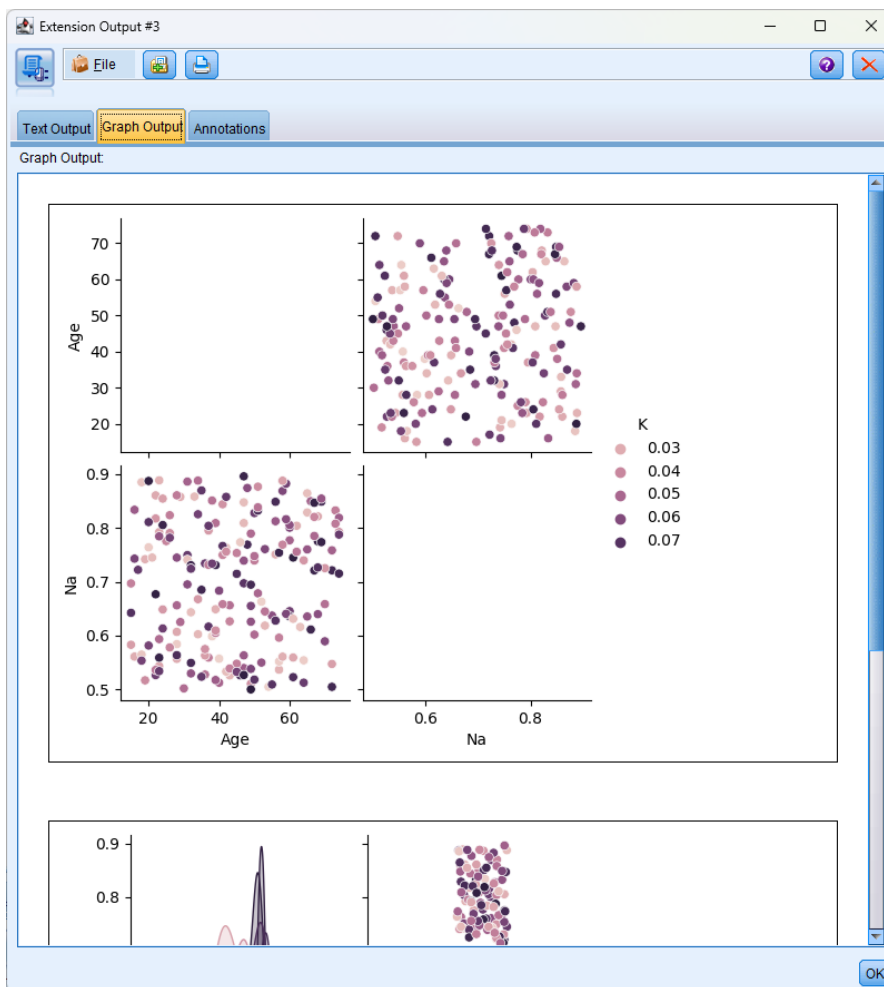 Extension Output #3
File
Text Output Graph Output Annotations
Graph Output:
70
60
50
40
30
20
Age
K
0.03
0.04
0.05
0.06
0.07
0.9
0.8
0.7
0.6
0.5
Na
20 40 60
Age
0.6 0.8
Na
0.9
0.8
OK